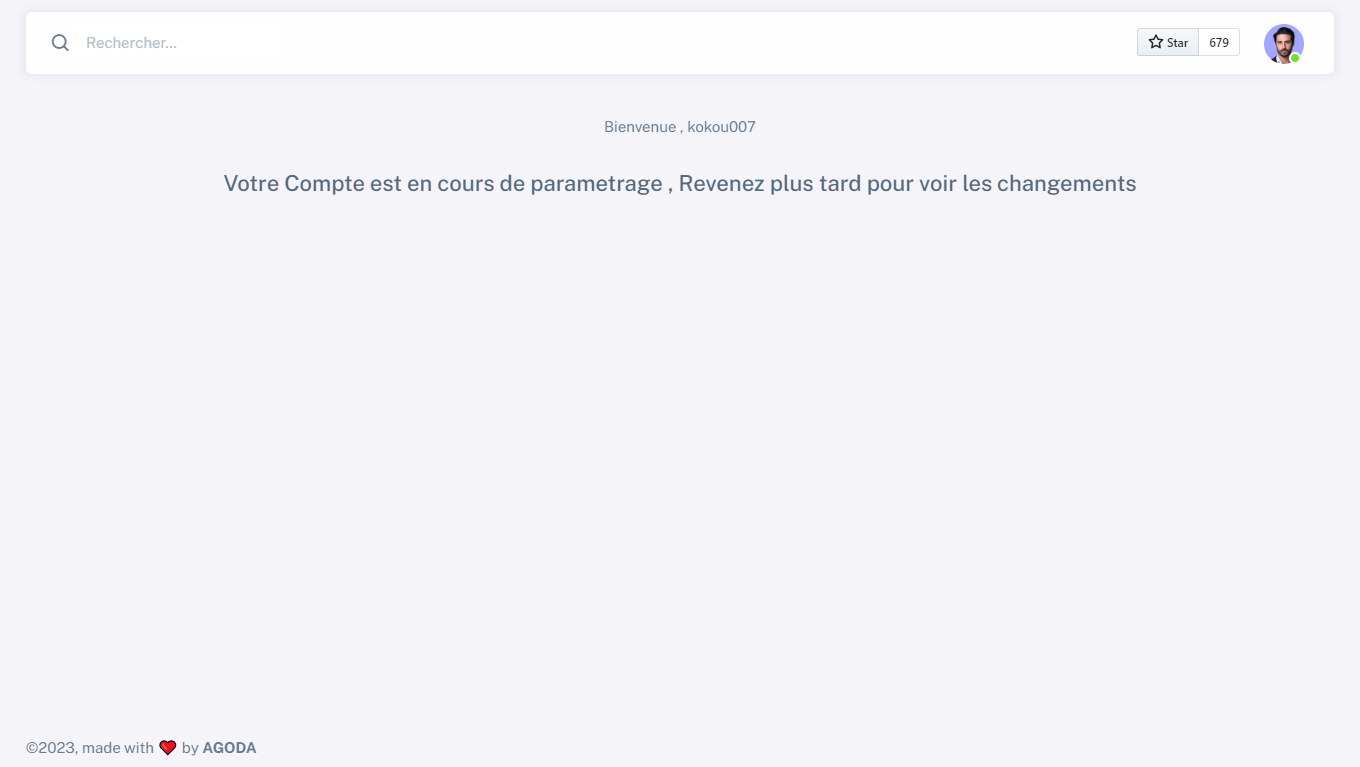 Rechercher...
Star 679
Bienvenue , kokou007
Votre Compte est en cours de parametrage , Revenez plus tard pour voir les changements
©2023, made with ❤️ by AGODA